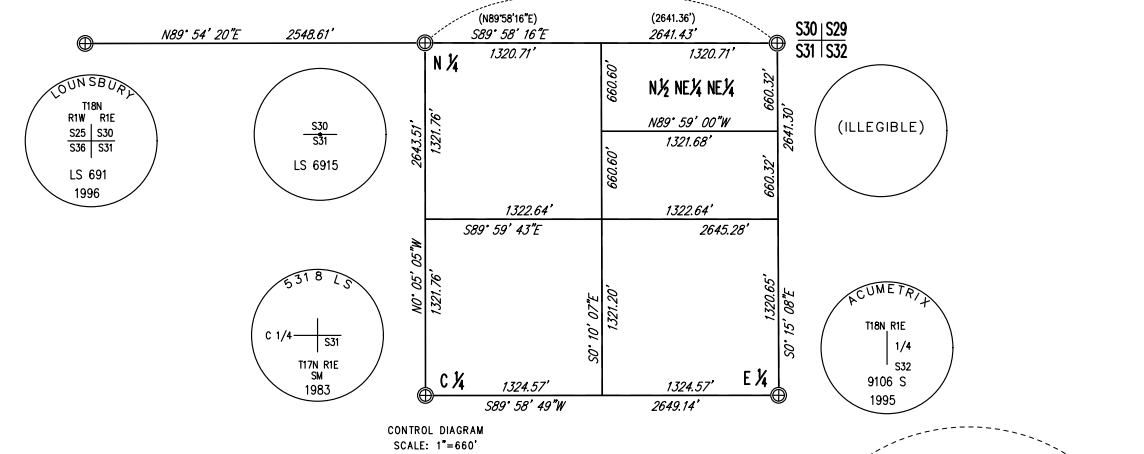 (N89°58'16"E) (2641.36')
N89° 54' 20"E 2548.61' S89° 58' 16"E 2641.43'
1320.71' 1320.71'
S30 S29
S31 S32
N 1/4
N1/2 NE1/4 NE1/4
660.60'
660.32'
N89° 59' 00"W
1321.68'
660.60'
660.32'
2641.30'
2643.51'
1321.76'
1322.64' 1322.64'
S89° 59' 43"E 2645.28'
N0° 05' 05"W
1321.76'
S0° 10' 07"E
1321.20'
1320.65'
S0° 15' 08"E
C 1/4
E 1/4
1324.57' 1324.57'
S89° 58' 49"W 2649.14'
LOUNSBURY
T18N
R1W R1E
S25 S30
S36 S31
LS 691
1996
S30
S31
LS 6915
(ILLEGIBLE)
5318 LS
C 1/4
S31
T17N R1E
SM
1983
ACUMETRIX
T18N R1E
1/4
S32
9106 S
1995
CONTROL DIAGRAM
SCALE: 1"=660'